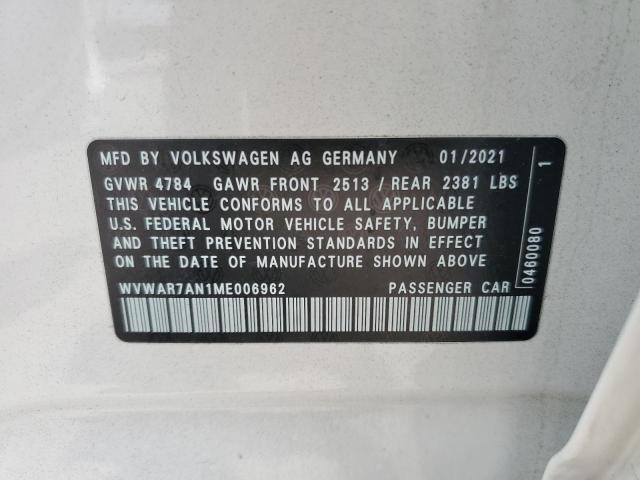 MFD BY VOLKSWAGEN AG GERMANY 01/2021
GVWR 4784 GAWR FRONT 2513 / REAR 2381 LBS
THIS VEHICLE CONFORMS TO ALL APPLICABLE
U.S. FEDERAL MOTOR VEHICLE SAFETY, BUMPER
AND THEFT PREVENTION STANDARDS IN EFFECT
ON THE DATE OF MANUFACTURE SHOWN ABOVE
WVWAR7AN1ME006962 PASSENGER CAR
0460080 1